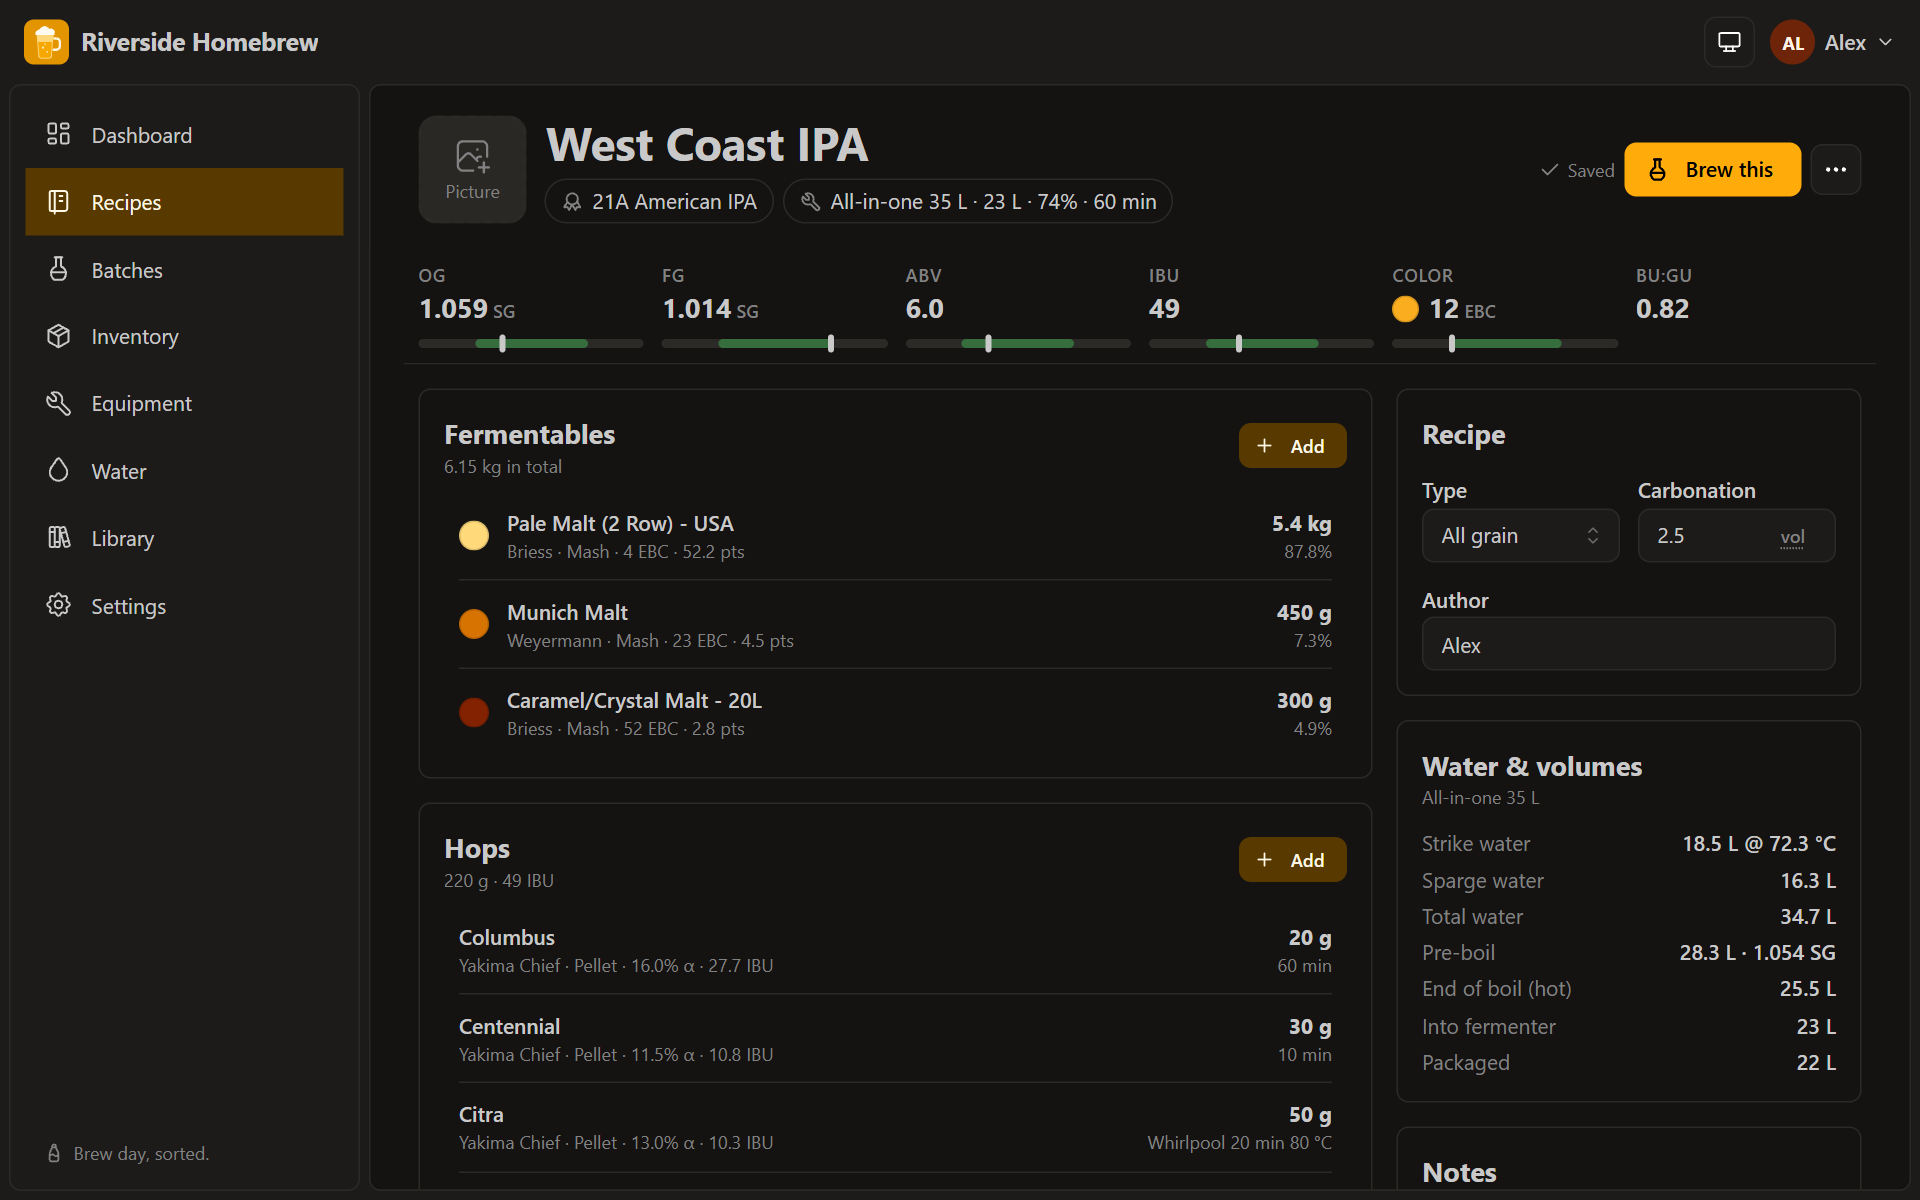 Riverside Homebrew
AL Alex
Dashboard
Recipes
Batches
Inventory
Equipment
Water
Library
Settings
Brew day, sorted.
Picture
West Coast IPA
21A American IPA
All-in-one 35 L · 23 L · 74% · 60 min
Saved
Brew this
OG
1.059 SG
FG
1.014 SG
ABV
6.0
IBU
49
COLOR
12 EBC
BU:GU
0.82
Fermentables
6.15 kg in total
Add
Pale Malt (2 Row) - USA
5.4 kg
Briess · Mash · 4 EBC · 52.2 pts
87.8%
Munich Malt
450 g
Weyermann · Mash · 23 EBC · 4.5 pts
7.3%
Caramel/Crystal Malt - 20L
300 g
Briess · Mash · 52 EBC · 2.8 pts
4.9%
Hops
220 g · 49 IBU
Add
Columbus
20 g
Yakima Chief · Pellet · 16.0% α · 27.7 IBU
60 min
Centennial
30 g
Yakima Chief · Pellet · 11.5% α · 10.8 IBU
10 min
Citra
50 g
Yakima Chief · Pellet · 13.0% α · 10.3 IBU
Whirlpool 20 min 80 °C
Recipe
Type
All grain
Carbonation
2.5 vol
Author
Alex
Water & volumes
All-in-one 35 L
Strike water 18.5 L @ 72.3 °C
Sparge water 16.3 L
Total water 34.7 L
Pre-boil 28.3 L · 1.054 SG
End of boil (hot) 25.5 L
Into fermenter 23 L
Packaged 22 L
Notes